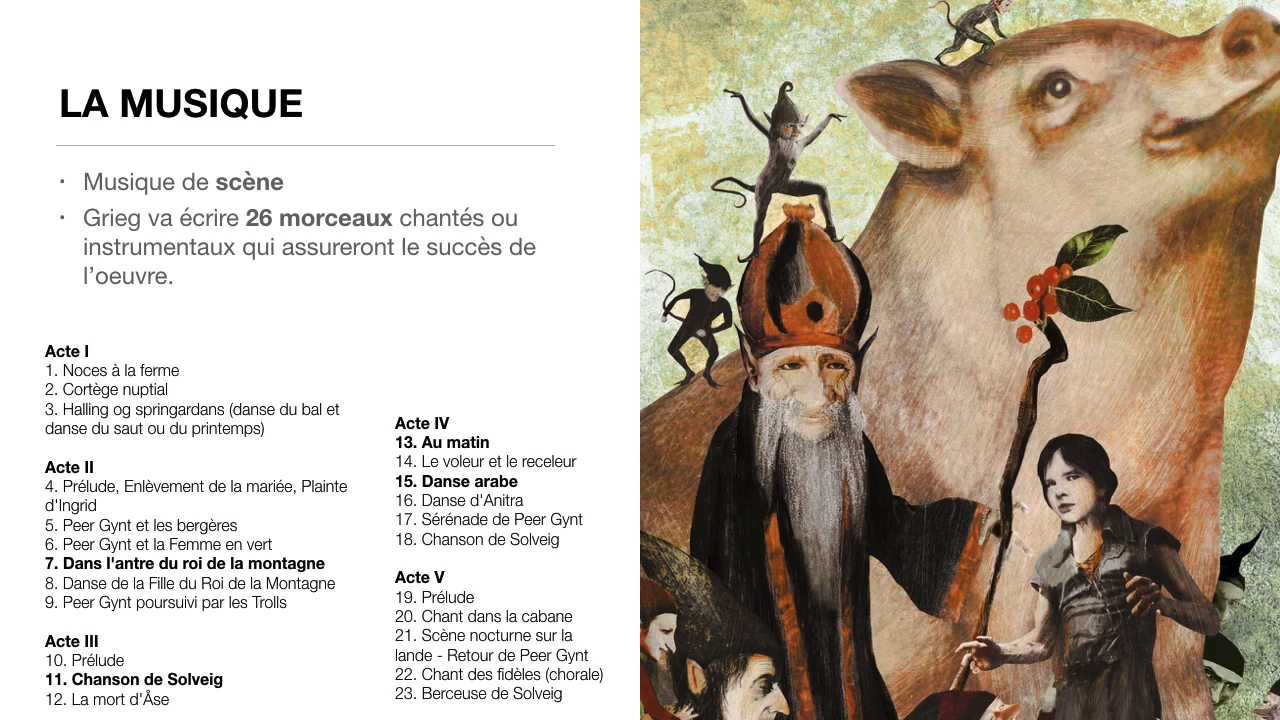 LA MUSIQUE
• Musique de scène
• Grieg va écrire 26 morceaux chantés ou
instrumentaux qui assureront le succès de
l’oeuvre.
Acte I
1. Noces à la ferme
2. Cortège nuptial
3. Halling og springardans (danse du bal et
danse du saut ou du printemps)
Acte II
4. Prélude, Enlèvement de la mariée, Plainte
d'Ingrid
5. Peer Gynt et les bergères
6. Peer Gynt et la Femme en vert
7. Dans l'antre du roi de la montagne
8. Danse de la Fille du Roi de la Montagne
9. Peer Gynt poursuivi par les Trolls
Acte III
10. Prélude
11. Chanson de Solveig
12. La mort d'Åse
Acte IV
13. Au matin
14. Le voleur et le receleur
15. Danse arabe
16. Danse d'Anitra
17. Sérénade de Peer Gynt
18. Chanson de Solveig
Acte V
19. Prélude
20. Chant dans la cabane
21. Scène nocturne sur la
lande - Retour de Peer Gynt
22. Chant des fidèles (chorale)
23. Berceuse de Solveig